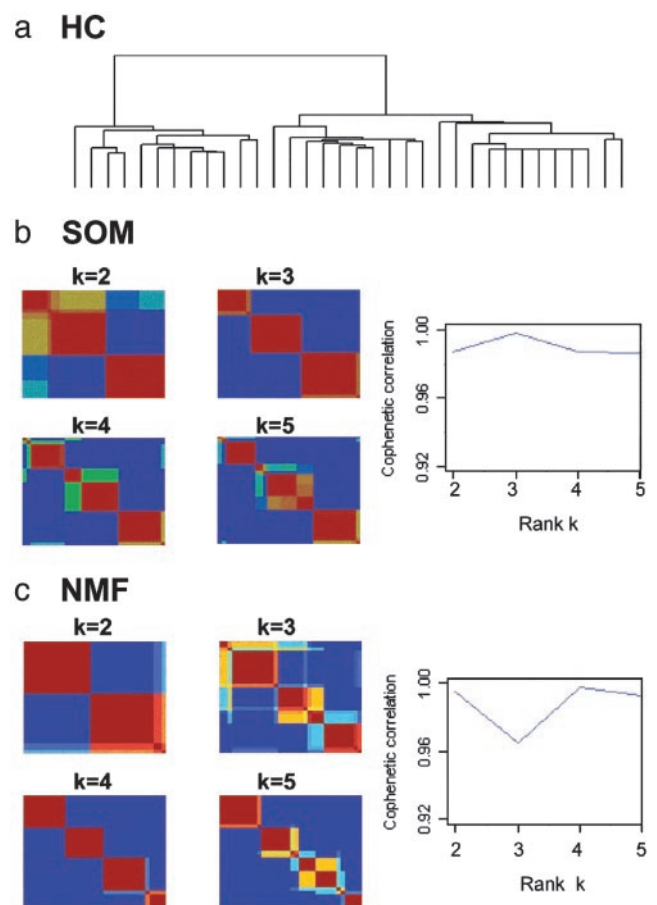 a HC
b SOM
k=2
k=3
k=4
k=5
Cophenetic correlation
1.00
0.96
0.92
2 3 4 5
Rank k
c NMF
k=2
k=3
k=4
k=5
Cophenetic correlation
1.00
0.96
0.92
2 3 4 5
Rank k